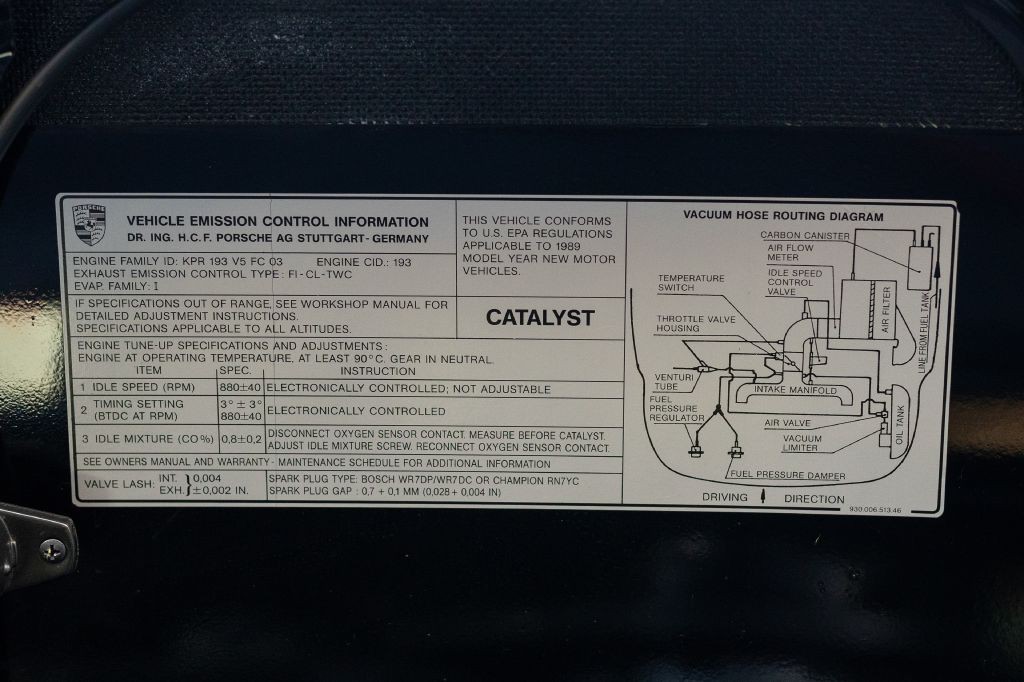 PORSCHE
VEHICLE EMISSION CONTROL INFORMATION
DR. ING. H.C.F. PORSCHE AG STUTTGART-GERMANY
ENGINE FAMILY ID: KPR 193 V5 FC 03 ENGINE CID.: 193
EXHAUST EMISSION CONTROL TYPE: FI-CL-TWC
EVAP. FAMILY: I
IF SPECIFICATIONS OUT OF RANGE, SEE WORKSHOP MANUAL FOR
DETAILED ADJUSTMENT INSTRUCTIONS.
SPECIFICATIONS APPLICABLE TO ALL ALTITUDES.
THIS VEHICLE CONFORMS
TO U.S. EPA REGULATIONS
APPLICABLE TO 1989
MODEL YEAR NEW MOTOR
VEHICLES.
CATALYST
ENGINE TUNE-UP SPECIFICATIONS AND ADJUSTMENTS:
ENGINE AT OPERATING TEMPERATURE, AT LEAST 90°C. GEAR IN NEUTRAL.
ITEM SPEC. INSTRUCTION
1 IDLE SPEED (RPM) 880±40 ELECTRONICALLY CONTROLLED; NOT ADJUSTABLE
2 TIMING SETTING (BTDC AT RPM) 3° ± 3° 880±40 ELECTRONICALLY CONTROLLED
3 IDLE MIXTURE (CO%) 0,8±0,2 DISCONNECT OXYGEN SENSOR CONTACT. MEASURE BEFORE CATALYST.
ADJUST IDLE MIXTURE SCREW. RECONNECT OXYGEN SENSOR CONTACT.
SEE OWNERS MANUAL AND WARRANTY - MAINTENANCE SCHEDULE FOR ADDITIONAL INFORMATION
VALVE LASH: INT. EXH. } 0,004 ±0,002 IN.
SPARK PLUG TYPE: BOSCH WR7DP/WR7DC OR CHAMPION RN7YC
SPARK PLUG GAP : 0,7 + 0,1 MM (0,028 + 0,004 IN)
VACUUM HOSE ROUTING DIAGRAM
CARBON CANISTER
AIR FLOW
METER
IDLE SPEED
CONTROL
VALVE
TEMPERATURE
SWITCH
THROTTLE VALVE
HOUSING
AIR FILTER
LINE FROM FUEL TANK
VENTURI
TUBE
INTAKE MANIFOLD
FUEL
PRESSURE
REGULATOR
AIR VALVE
VACUUM
LIMITER
OIL TANK
FUEL PRESSURE DAMPER
DRIVING DIRECTION
930.006.513.46